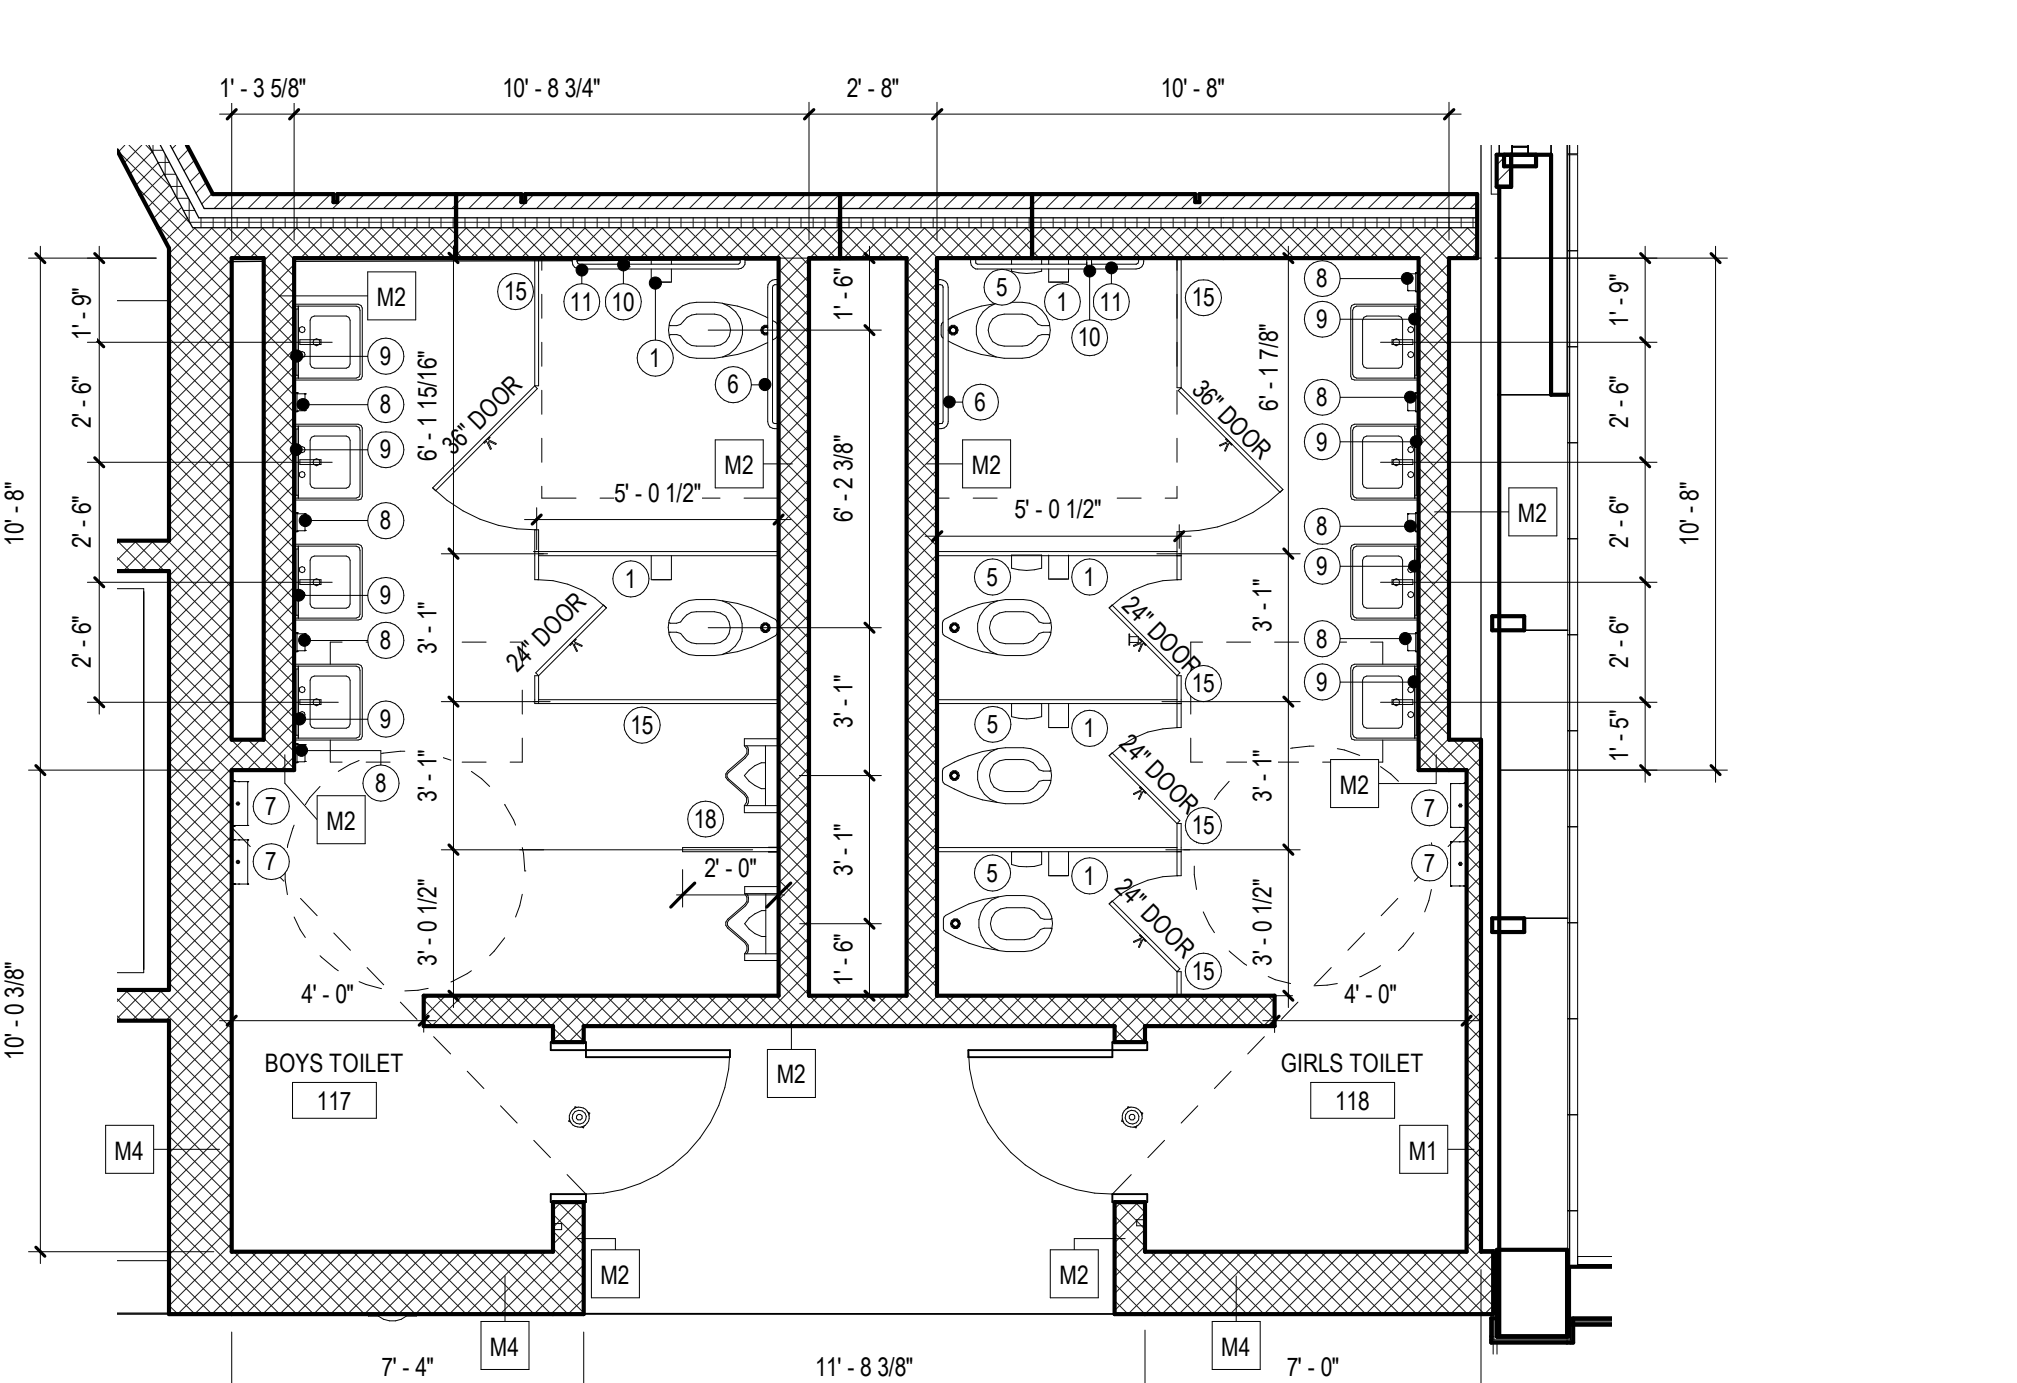 1' - 3 5/8"
10' - 8 3/4"
2' - 8"
10' - 8"
15
11
10
1
M2
5
1
10
11
15
8
9
1' - 9"
1' - 6"
1' - 9"
9
8
9
8
9
8
9
8
6' - 1 15/16"
36" DOOR
6
6
36" DOOR
6' - 1 7/8"
8
9
8
9
8
9
2' - 6"
2' - 6"
2' - 6"
10' - 8"
M2
M2
6' - 2 3/8"
5' - 0 1/2"
5' - 0 1/2"
M2
2' - 6"
2' - 6"
2' - 6"
10' - 8"
1
5
1
3' - 1"
24" DOOR
24" DOOR
3' - 1"
15
15
5
1
3' - 1"
3' - 1"
24" DOOR
3' - 1"
1' - 5"
7
M2
18
15
M2
7
7
2' - 0"
3' - 1"
5
1
24" DOOR
7
3' - 0 1/2"
1' - 6"
15
3' - 0 1/2"
4' - 0"
4' - 0"
10' - 0 3/8"
BOYS TOILET
117
M2
GIRLS TOILET
118
M4
M1
M2
M2
M4
M4
7' - 4"
11' - 8 3/8"
7' - 0"